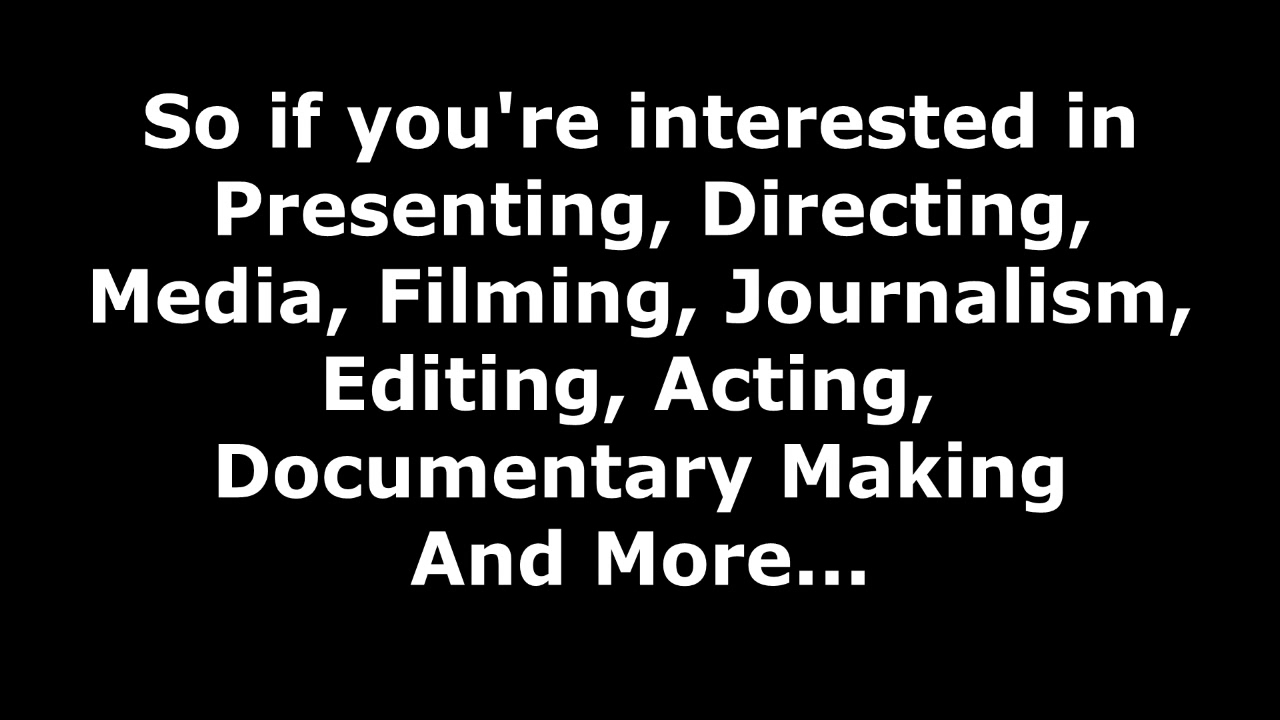 So if you're interested in
Presenting, Directing,
Media, Filming, Journalism,
Editing, Acting,
Documentary Making
And More...